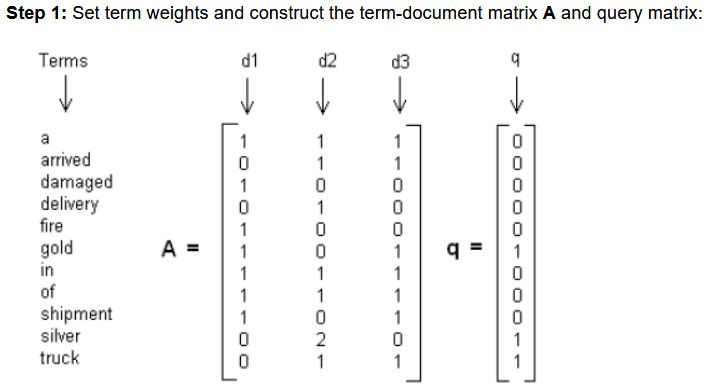 Step 1: Set term weights and construct the term-document matrix A and query matrix:
Terms d1 d2 d3 q
a 1 1 1 0
arrived 0 1 1 0
damaged 1 0 0 0
delivery 0 1 0 0
fire 1 0 0 0
gold A = 1 0 1 q = 1
in 1 1 1 0
of 1 1 1 0
shipment 1 0 1 0
silver 0 2 0 1
truck 0 1 1 1